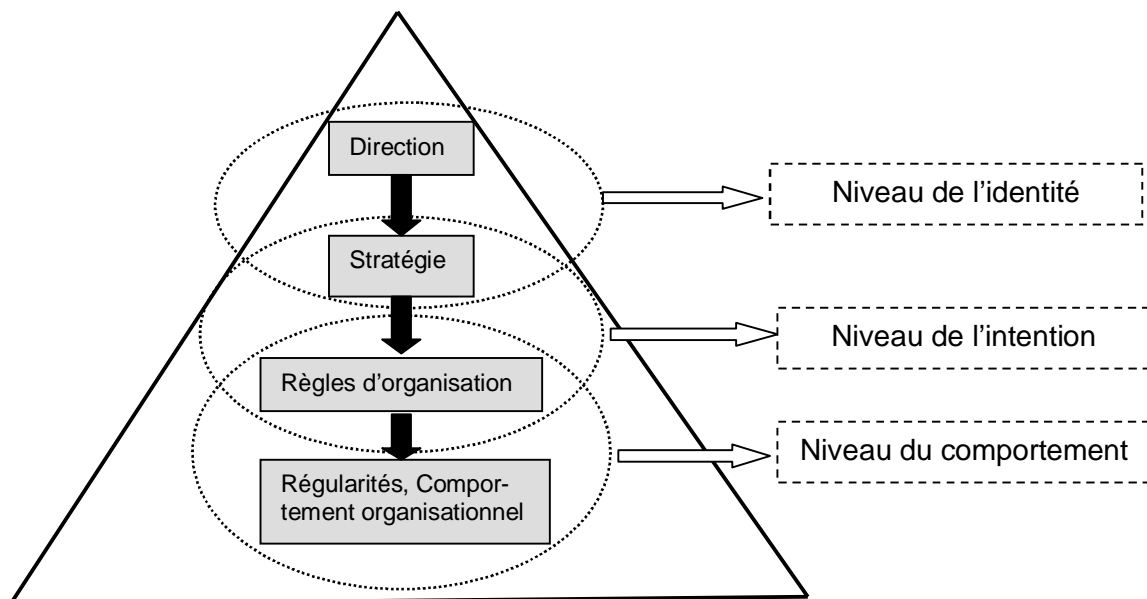 Direction
Niveau de l’identité
Stratégie
Niveau de l’intention
Règles d’organisation
Niveau du comportement
Régularités, Compor-
tement organisationnel